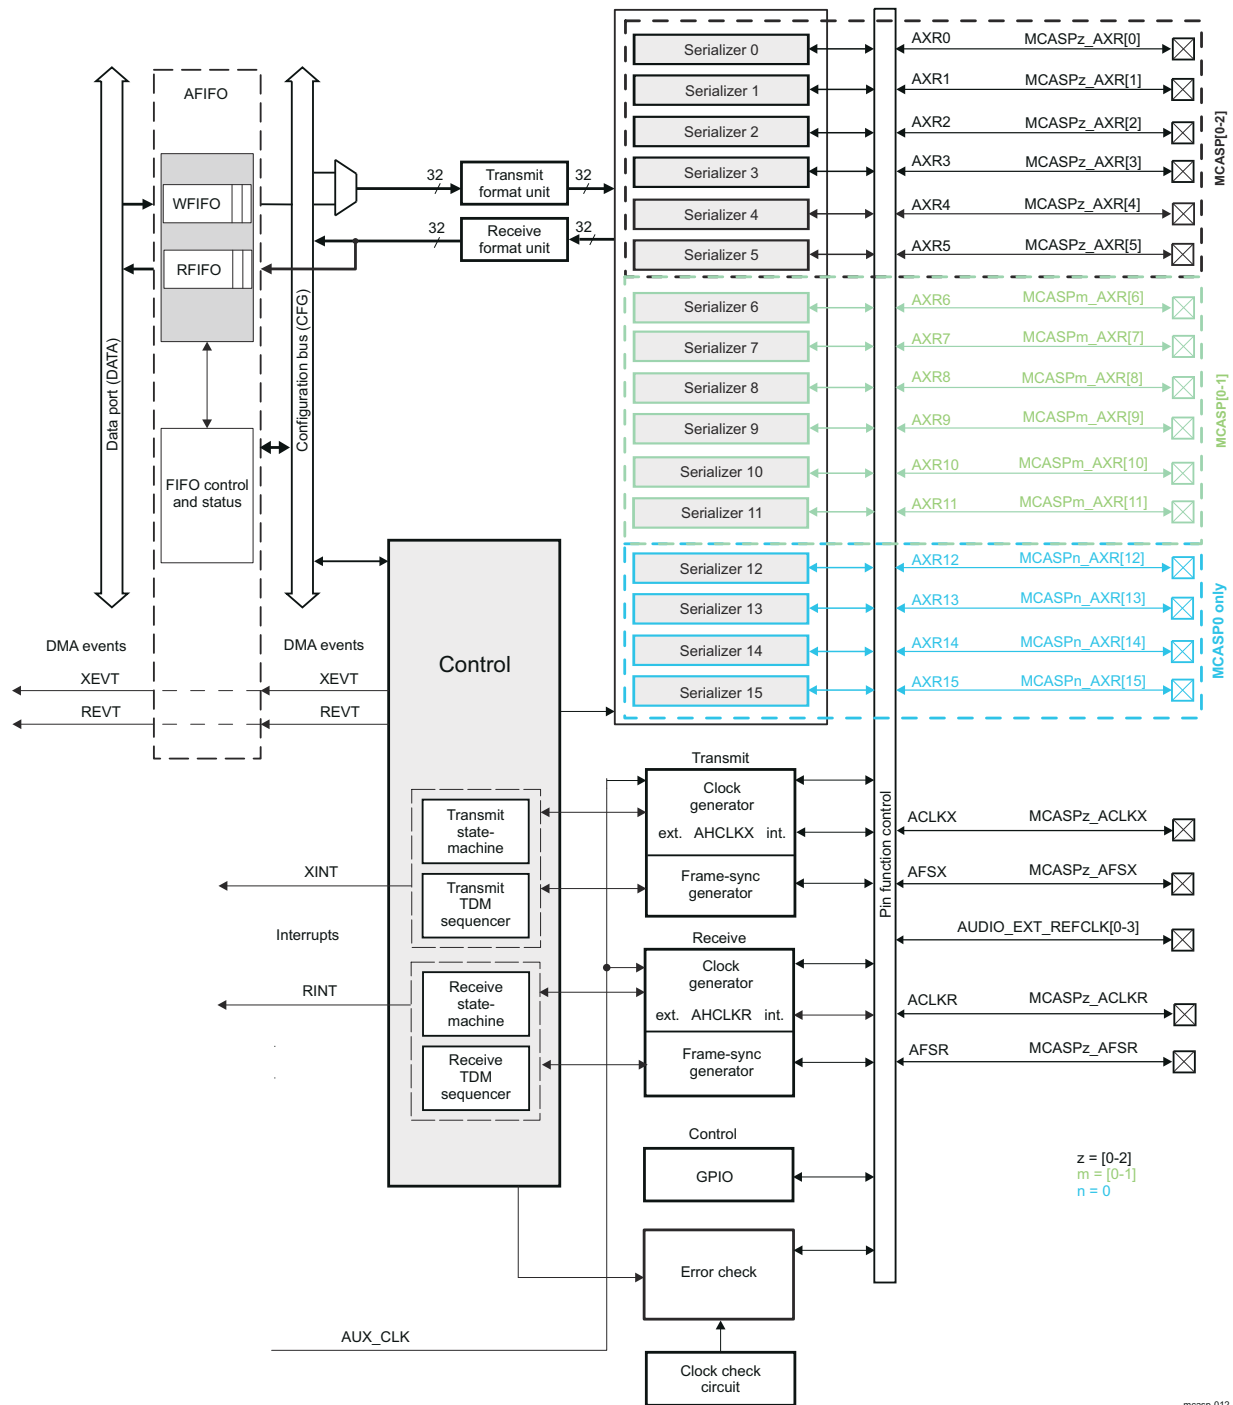 AFIFO
WFIFO
RFIFO
FIFO control
and status
Data port (DATA)
Configuration bus (CFG)
32
Transmit
format unit
32
32
Receive
format unit
32
Serializer 0
AXR0
MCASPz_AXR[0]
Serializer 1
AXR1
MCASPz_AXR[1]
Serializer 2
AXR2
MCASPz_AXR[2]
Serializer 3
AXR3
MCASPz_AXR[3]
Serializer 4
AXR4
MCASPz_AXR[4]
Serializer 5
AXR5
MCASPz_AXR[5]
MCASP[0-2]
Serializer 6
AXR6
MCASPm_AXR[6]
Serializer 7
AXR7
MCASPm_AXR[7]
Serializer 8
AXR8
MCASPm_AXR[8]
Serializer 9
AXR9
MCASPm_AXR[9]
Serializer 10
AXR10
MCASPm_AXR[10]
Serializer 11
AXR11
MCASPm_AXR[11]
MCASP[0-1]
Serializer 12
AXR12
MCASPn_AXR[12]
Serializer 13
AXR13
MCASPn_AXR[13]
Serializer 14
AXR14
MCASPn_AXR[14]
Serializer 15
AXR15
MCASPn_AXR[15]
MCASP0 only
DMA events
DMA events
XEVT
XEVT
REVT
REVT
Control
Transmit
state-
machine
Transmit
TDM
sequencer
XINT
Interrupts
RINT
Receive
state-
machine
Receive
TDM
sequencer
Transmit
Clock
generator
ext. AHCLKX int.
Frame-sync
generator
Receive
Clock
generator
ext. AHCLKR int.
Frame-sync
generator
Pin function control
ACLKX
MCASPz_ACLKX
AFSX
MCASPz_AFSX
AUDIO_EXT_REFCLK[0-3]
ACLKR
MCASPz_ACLKR
AFSR
MCASPz_AFSR
Control
GPIO
Error check
AUX_CLK
Clock check
circuit
z = [0-2]
m = [0-1]
n = 0
mcasp-012